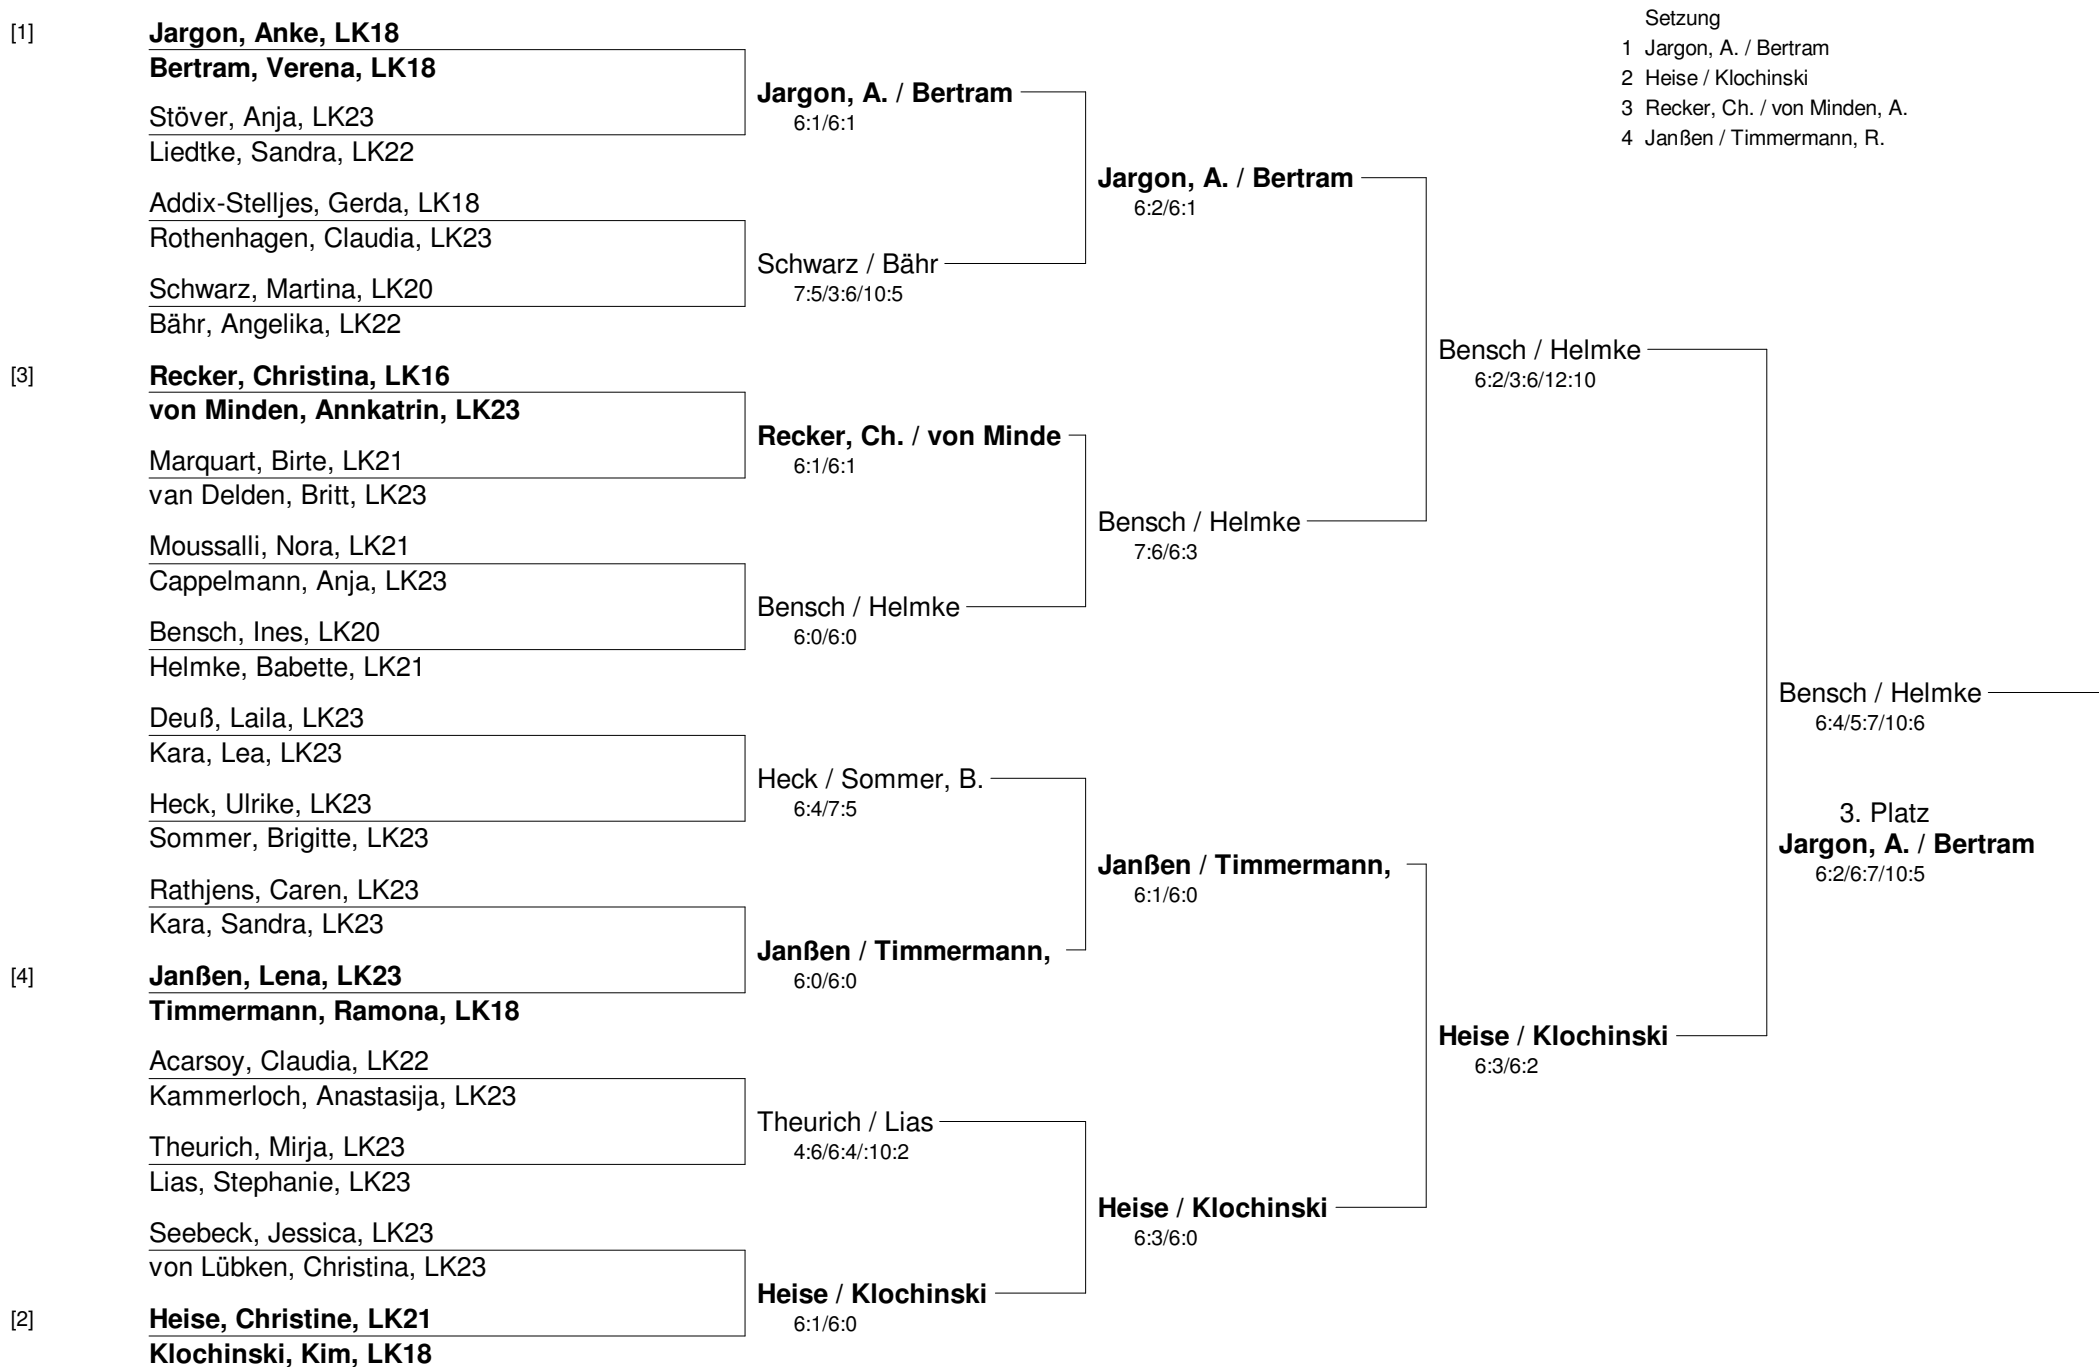 Setzung
1 Jargon, A. / Bertram
2 Heise / Klochinski
3 Recker, Ch. / von Minden, A.
4 Janßen / Timmermann, R.
[1] Jargon, Anke, LK18
Bertram, Verena, LK18
Stöver, Anja, LK23
Liedtke, Sandra, LK22
Addix-Stelljes, Gerda, LK18
Rothenhagen, Claudia, LK23
Schwarz, Martina, LK20
Bähr, Angelika, LK22
[3] Recker, Christina, LK16
von Minden, Annkatrin, LK23
Marquart, Birte, LK21
van Delden, Britt, LK23
Moussalli, Nora, LK21
Cappelmann, Anja, LK23
Bensch, Ines, LK20
Helmke, Babette, LK21
Deuß, Laila, LK23
Kara, Lea, LK23
Heck, Ulrike, LK23
Sommer, Brigitte, LK23
Rathjens, Caren, LK23
Kara, Sandra, LK23
[4] Janßen, Lena, LK23
Timmermann, Ramona, LK18
Acarsoy, Claudia, LK22
Kammerloch, Anastasija, LK23
Theurich, Mirja, LK23
Lias, Stephanie, LK23
Seebeck, Jessica, LK23
von Lübken, Christina, LK23
[2] Heise, Christine, LK21
Klochinski, Kim, LK18
Jargon, A. / Bertram
6:1/6:1
Schwarz / Bähr
7:5/3:6/10:5
Recker, Ch. / von Minde
6:1/6:1
Bensch / Helmke
6:0/6:0
Heck / Sommer, B.
6:4/7:5
Janßen / Timmermann,
6:0/6:0
Theurich / Lias
4:6/6:4/:10:2
Heise / Klochinski
6:1/6:0
Jargon, A. / Bertram
6:2/6:1
Bensch / Helmke
7:6/6:3
Janßen / Timmermann,
6:1/6:0
Heise / Klochinski
6:3/6:0
Bensch / Helmke
6:2/3:6/12:10
Heise / Klochinski
6:3/6:2
Bensch / Helmke
6:4/5:7/10:6
3. Platz
Jargon, A. / Bertram
6:2/6:7/10:5